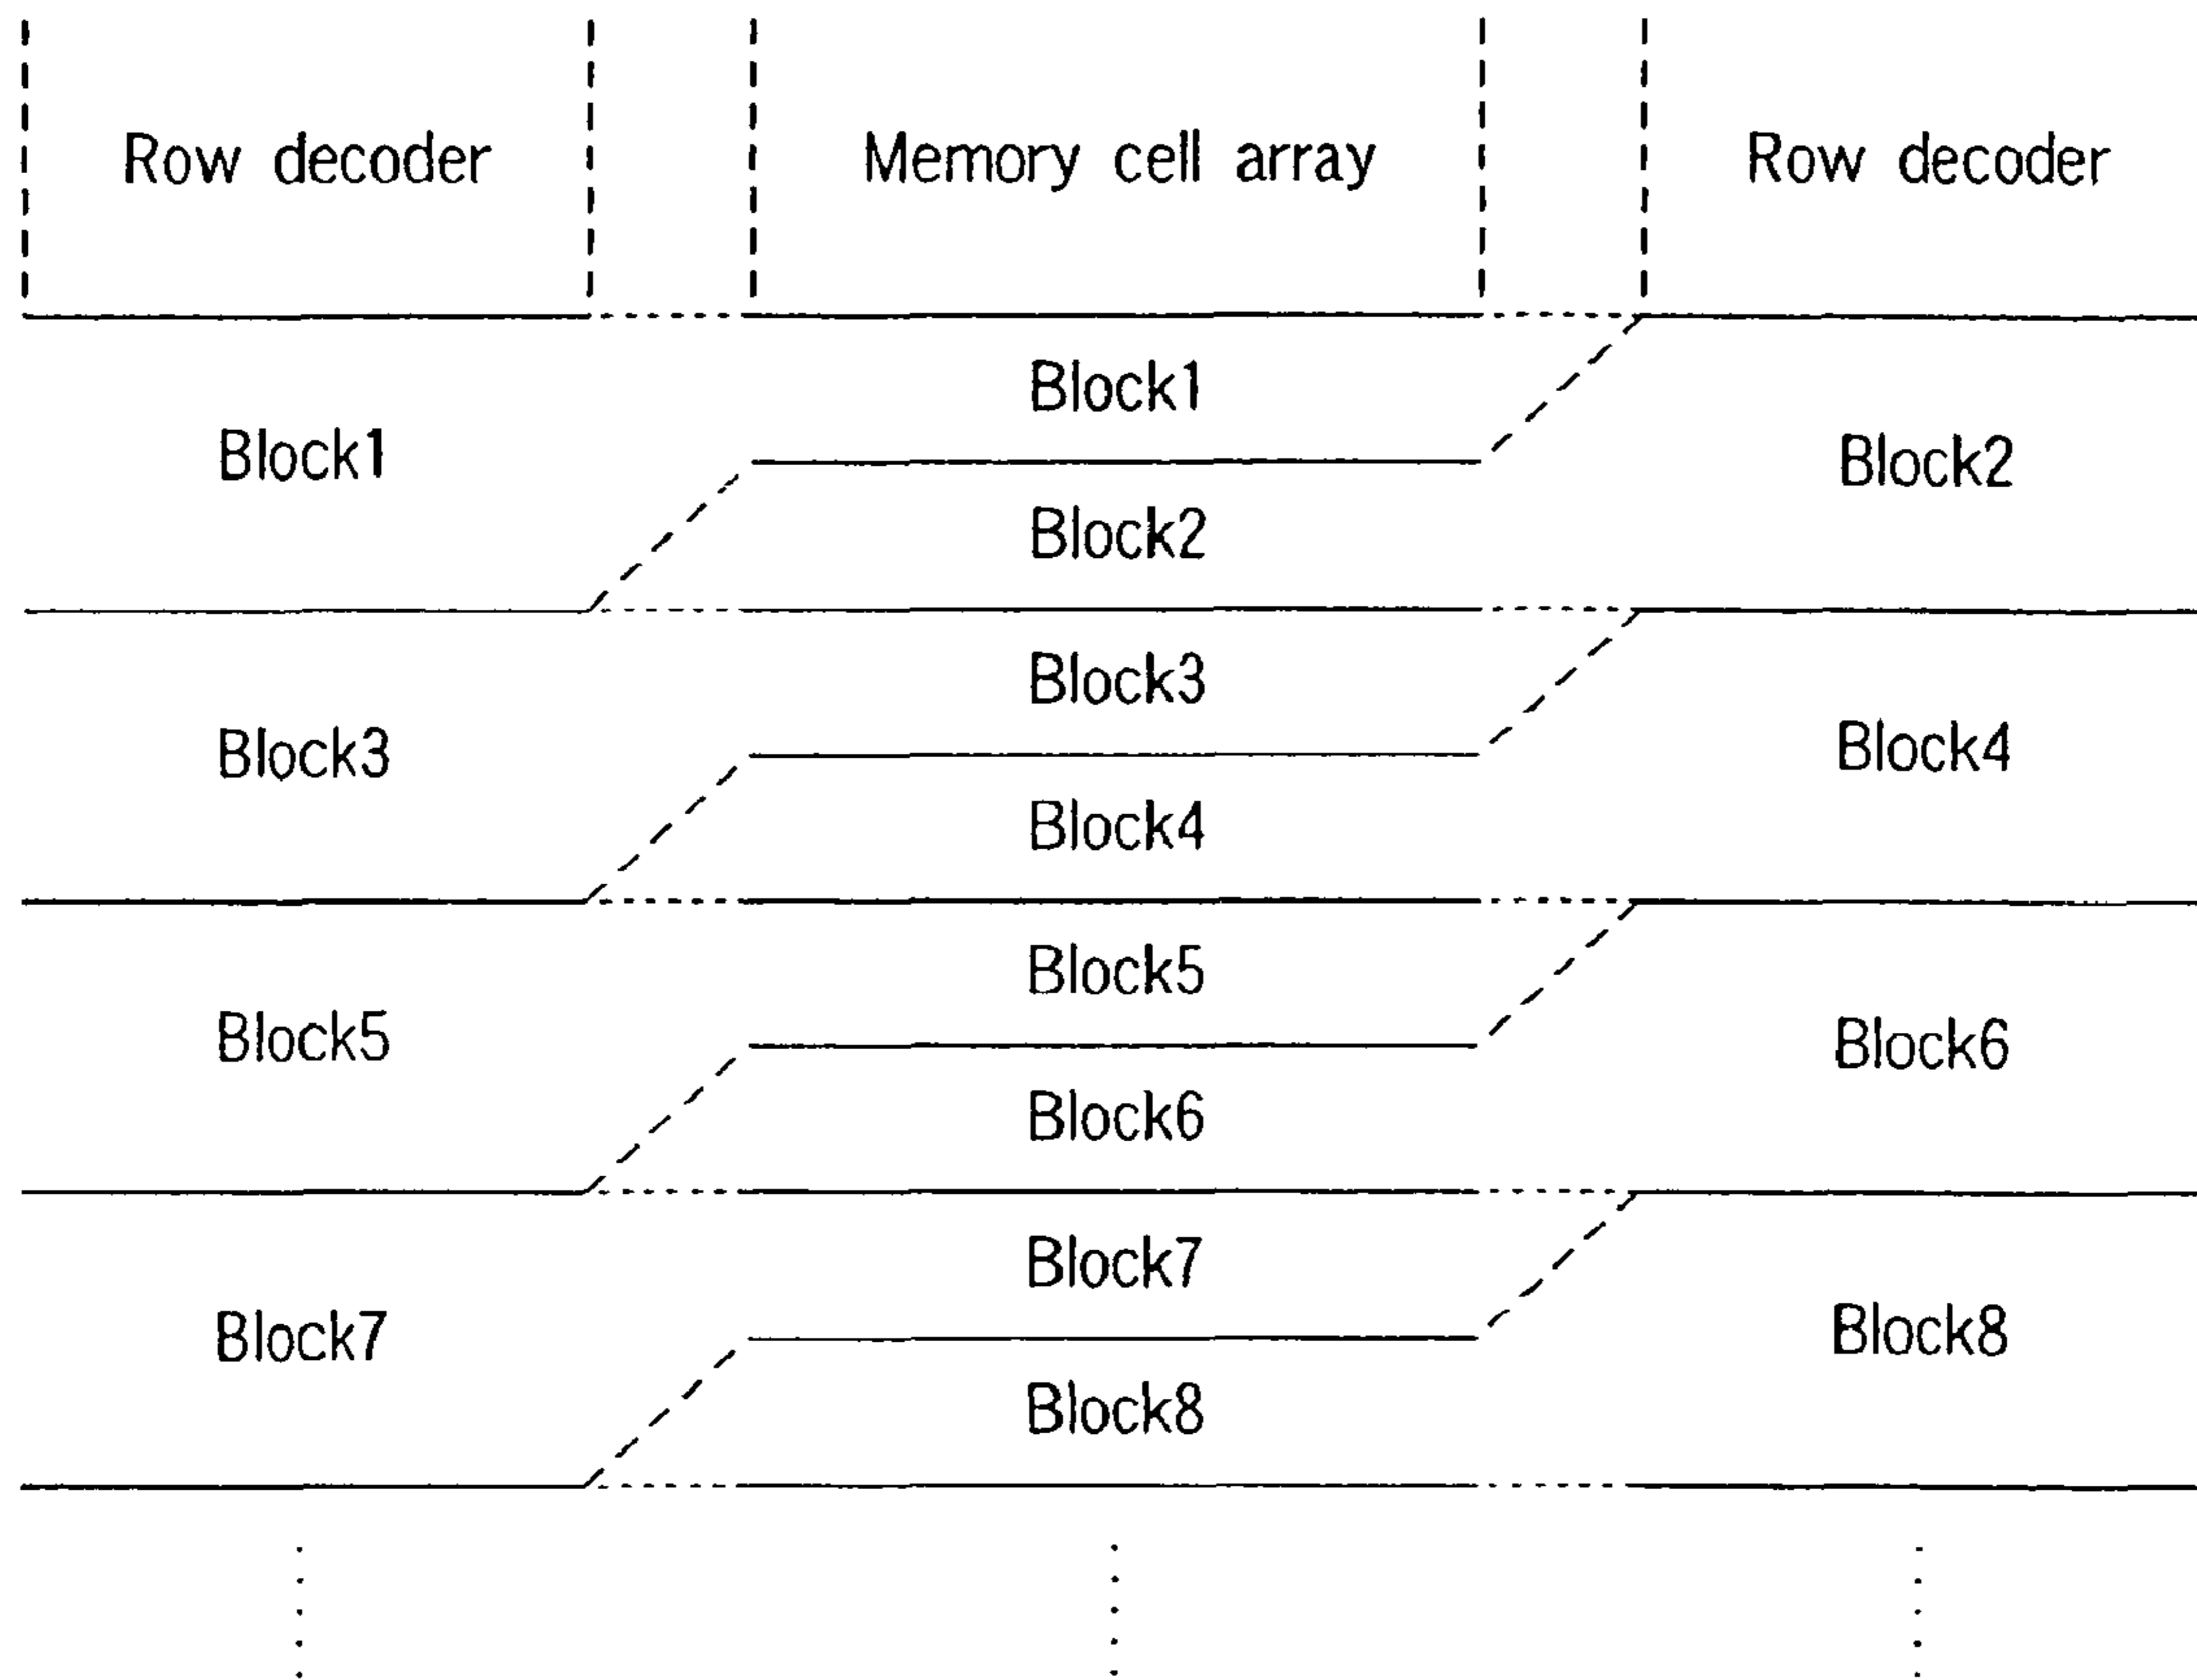 Row decoder
Memory cell array
Row decoder
Block1
Block1
Block2
Block2
Block3
Block3
Block4
Block4
Block5
Block5
Block6
Block6
Block7
Block7
Block8
Block8